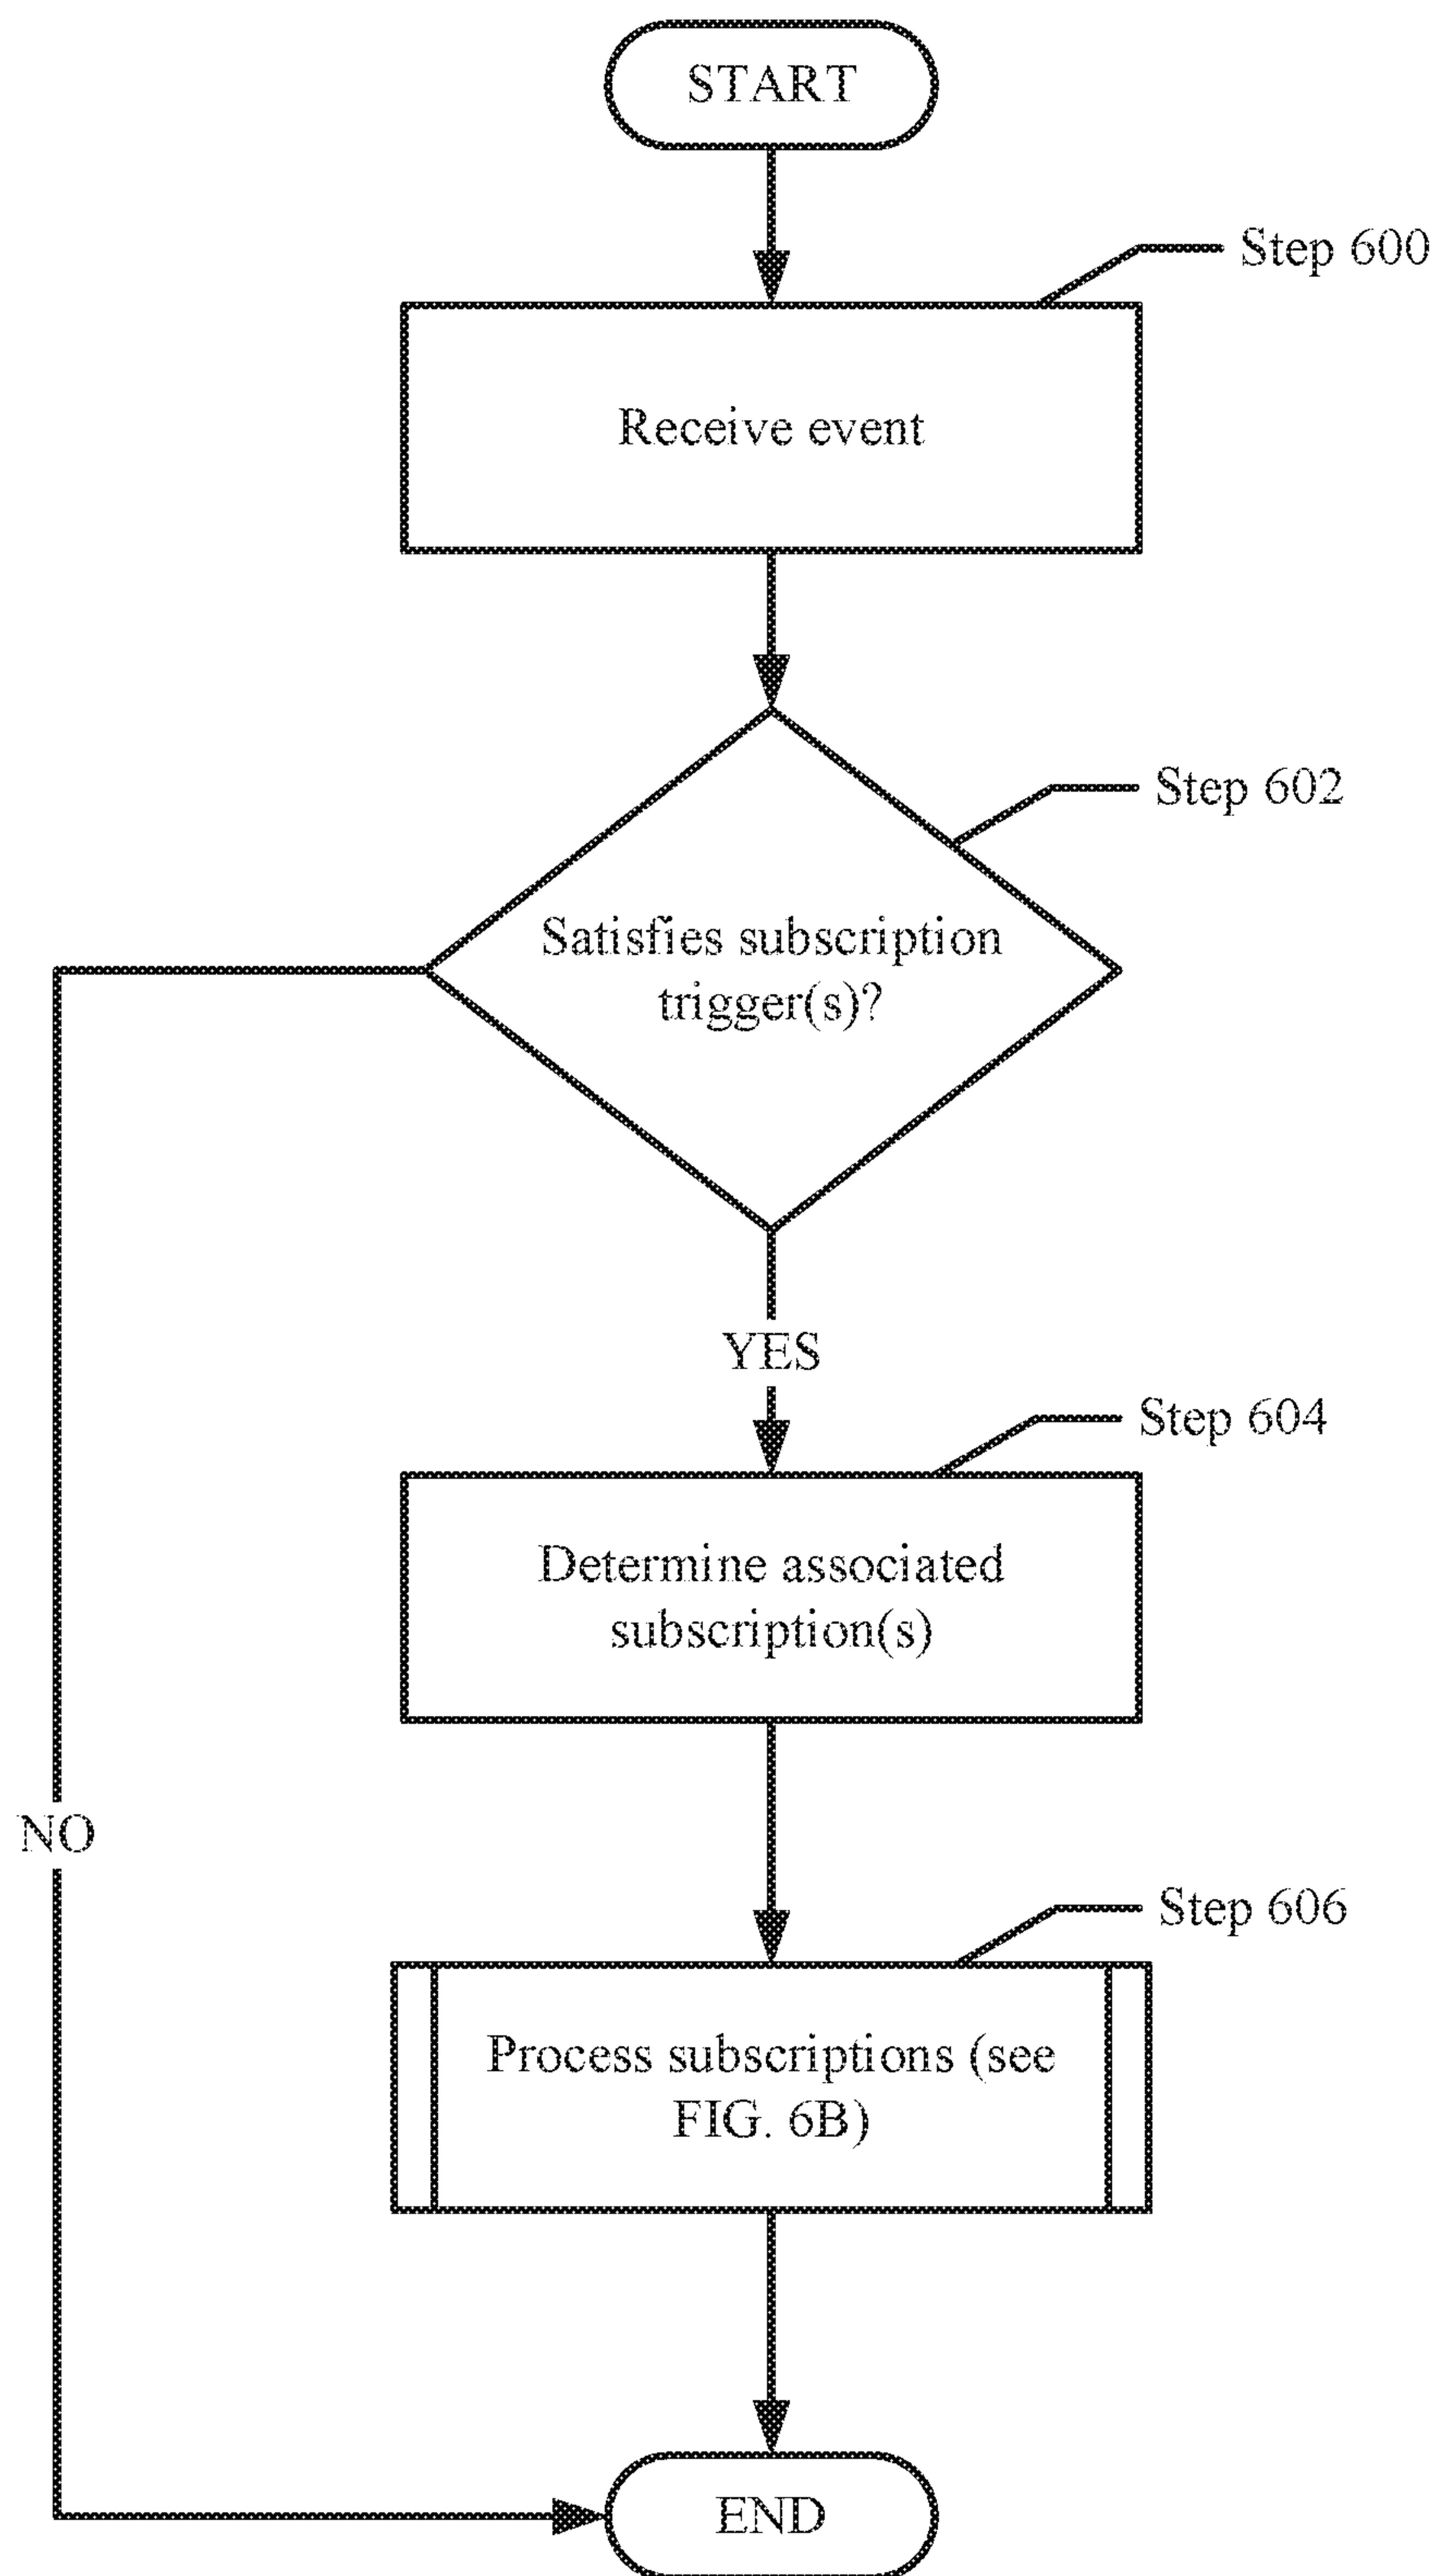 START
Step 600
Receive event
Step 602
Satisfies subscription
trigger(s)?
YES
Step 604
Determine associated
subscription(s)
NO
Step 606
Process subscriptions (see
FIG. 6B)
END